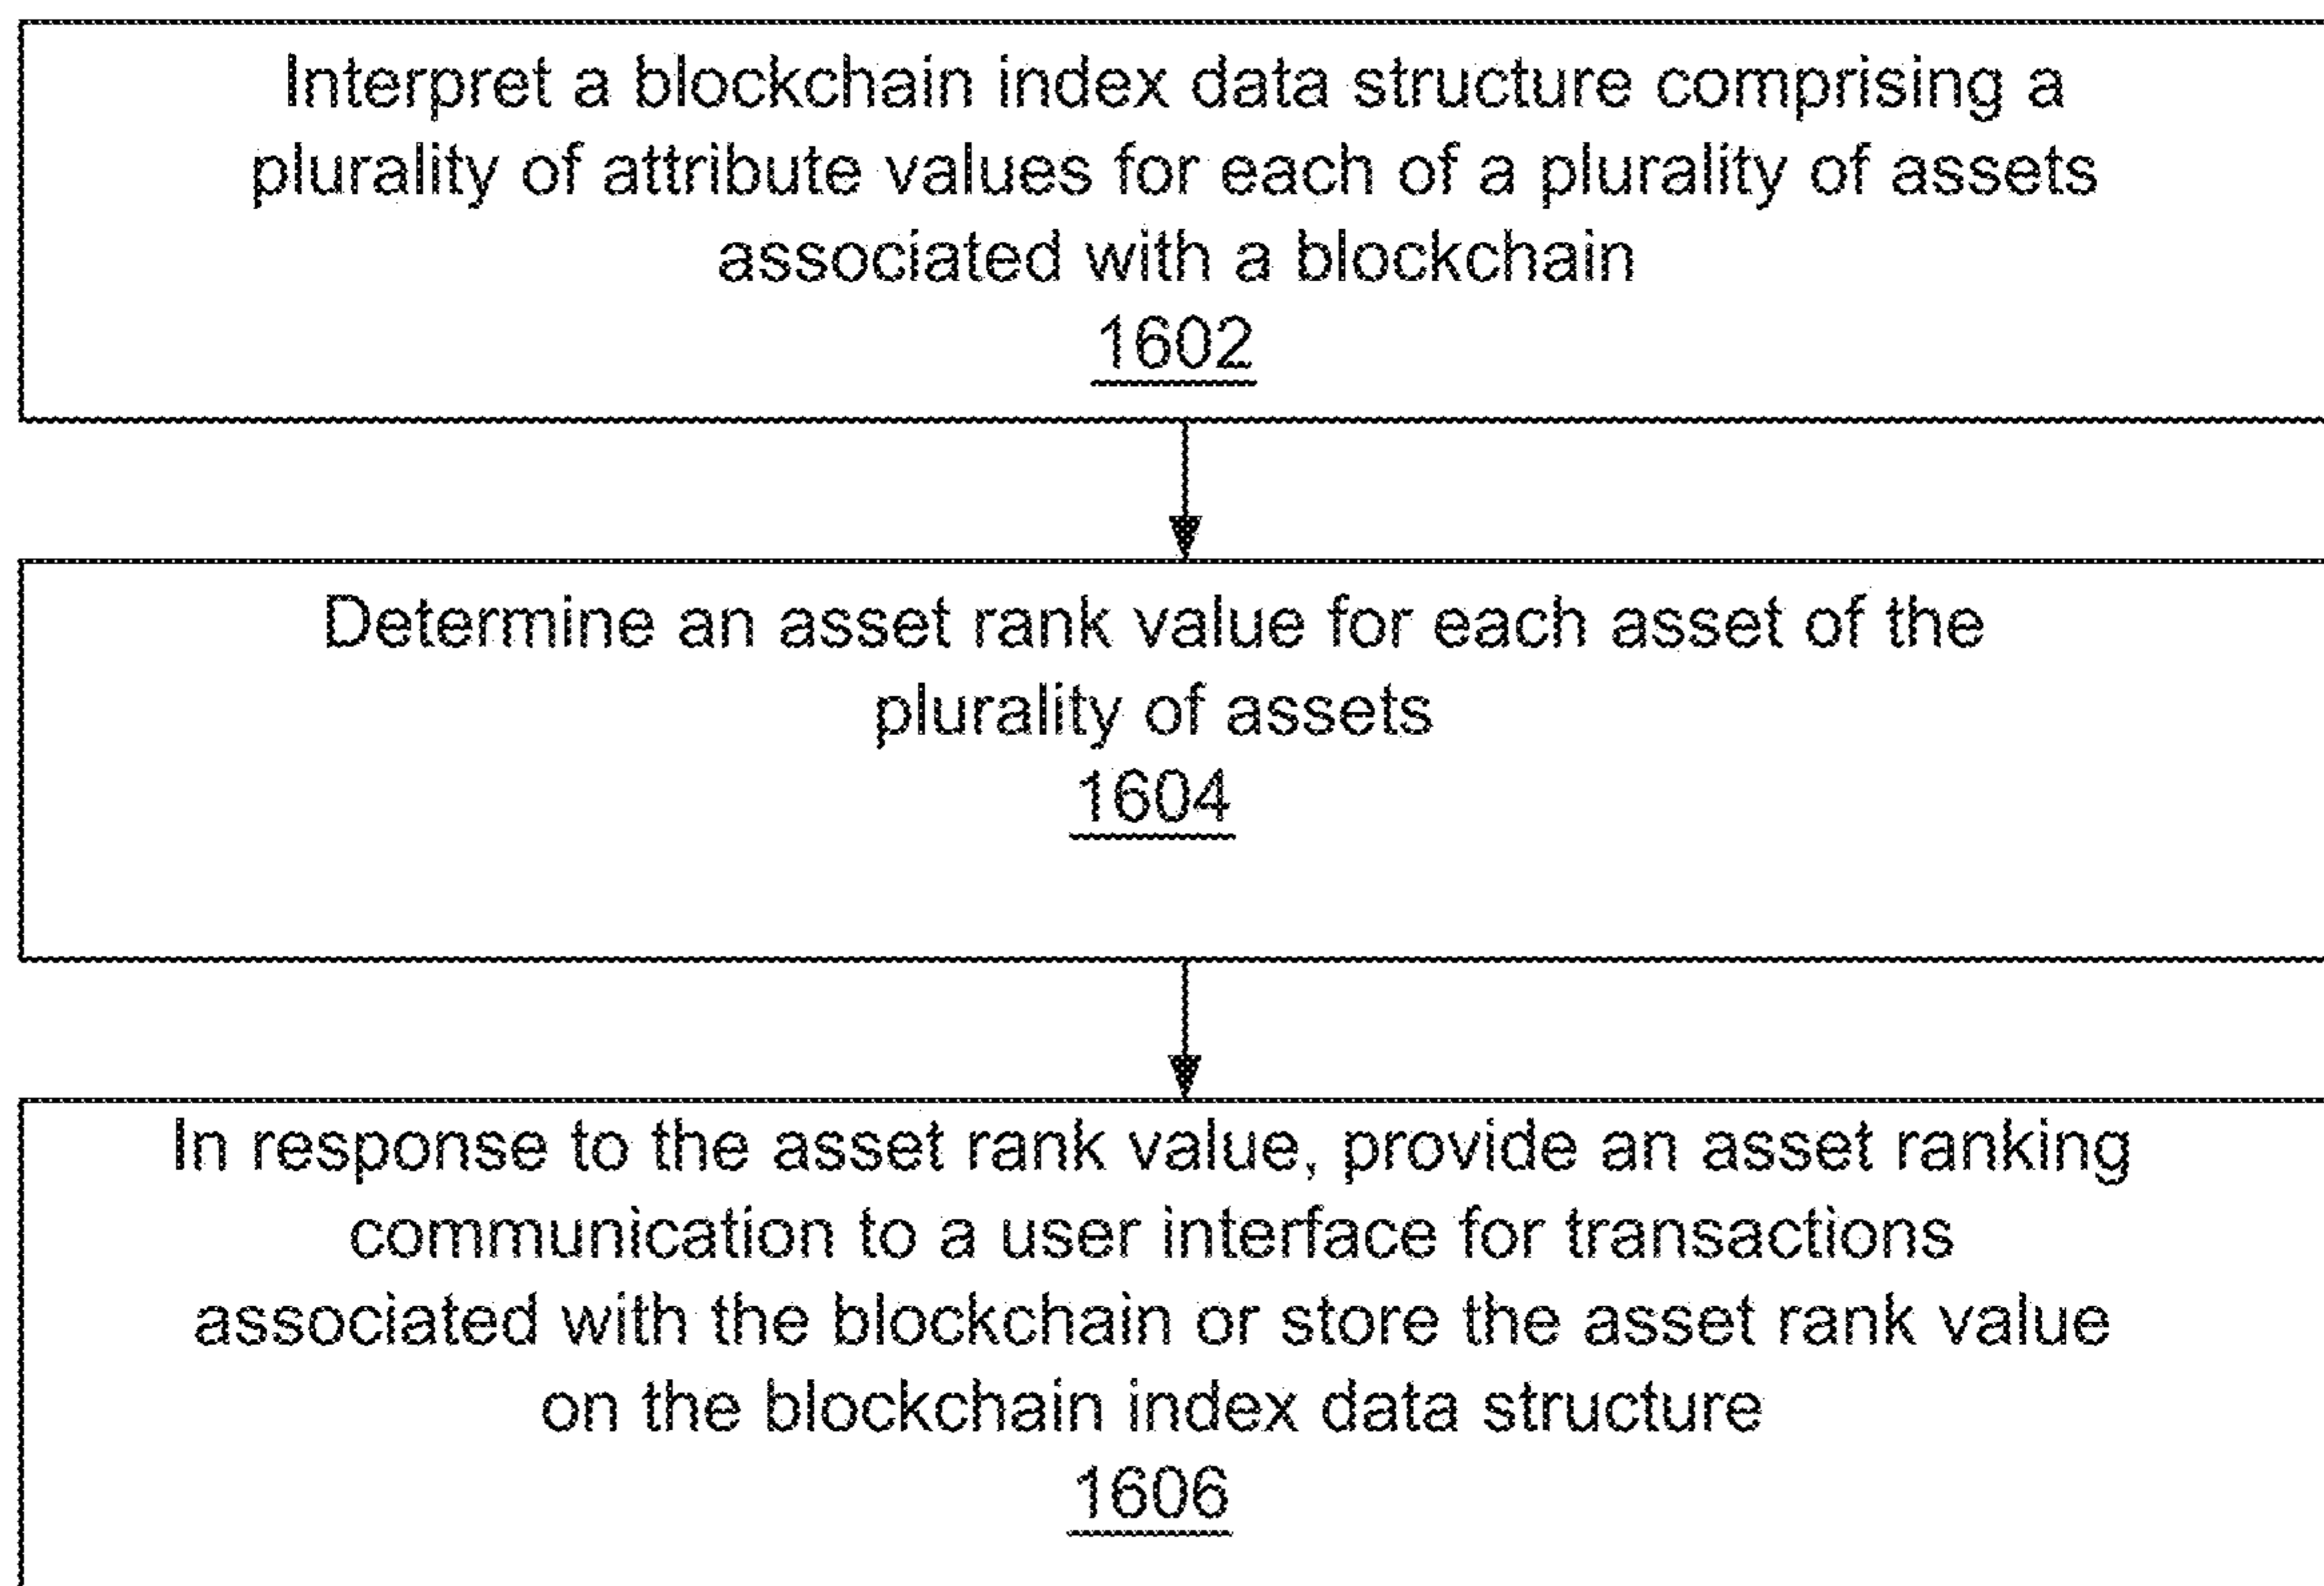 Interpret a blockchain index data structure comprising a
plurality of attribute values for each of a plurality of assets
associated with a blockchain
1602
Determine an asset rank value for each asset of the
plurality of assets
1604
In response to the asset rank value, provide an asset ranking
communication to a user interface for transactions
associated with the blockchain or store the asset rank value
on the blockchain index data structure
1606